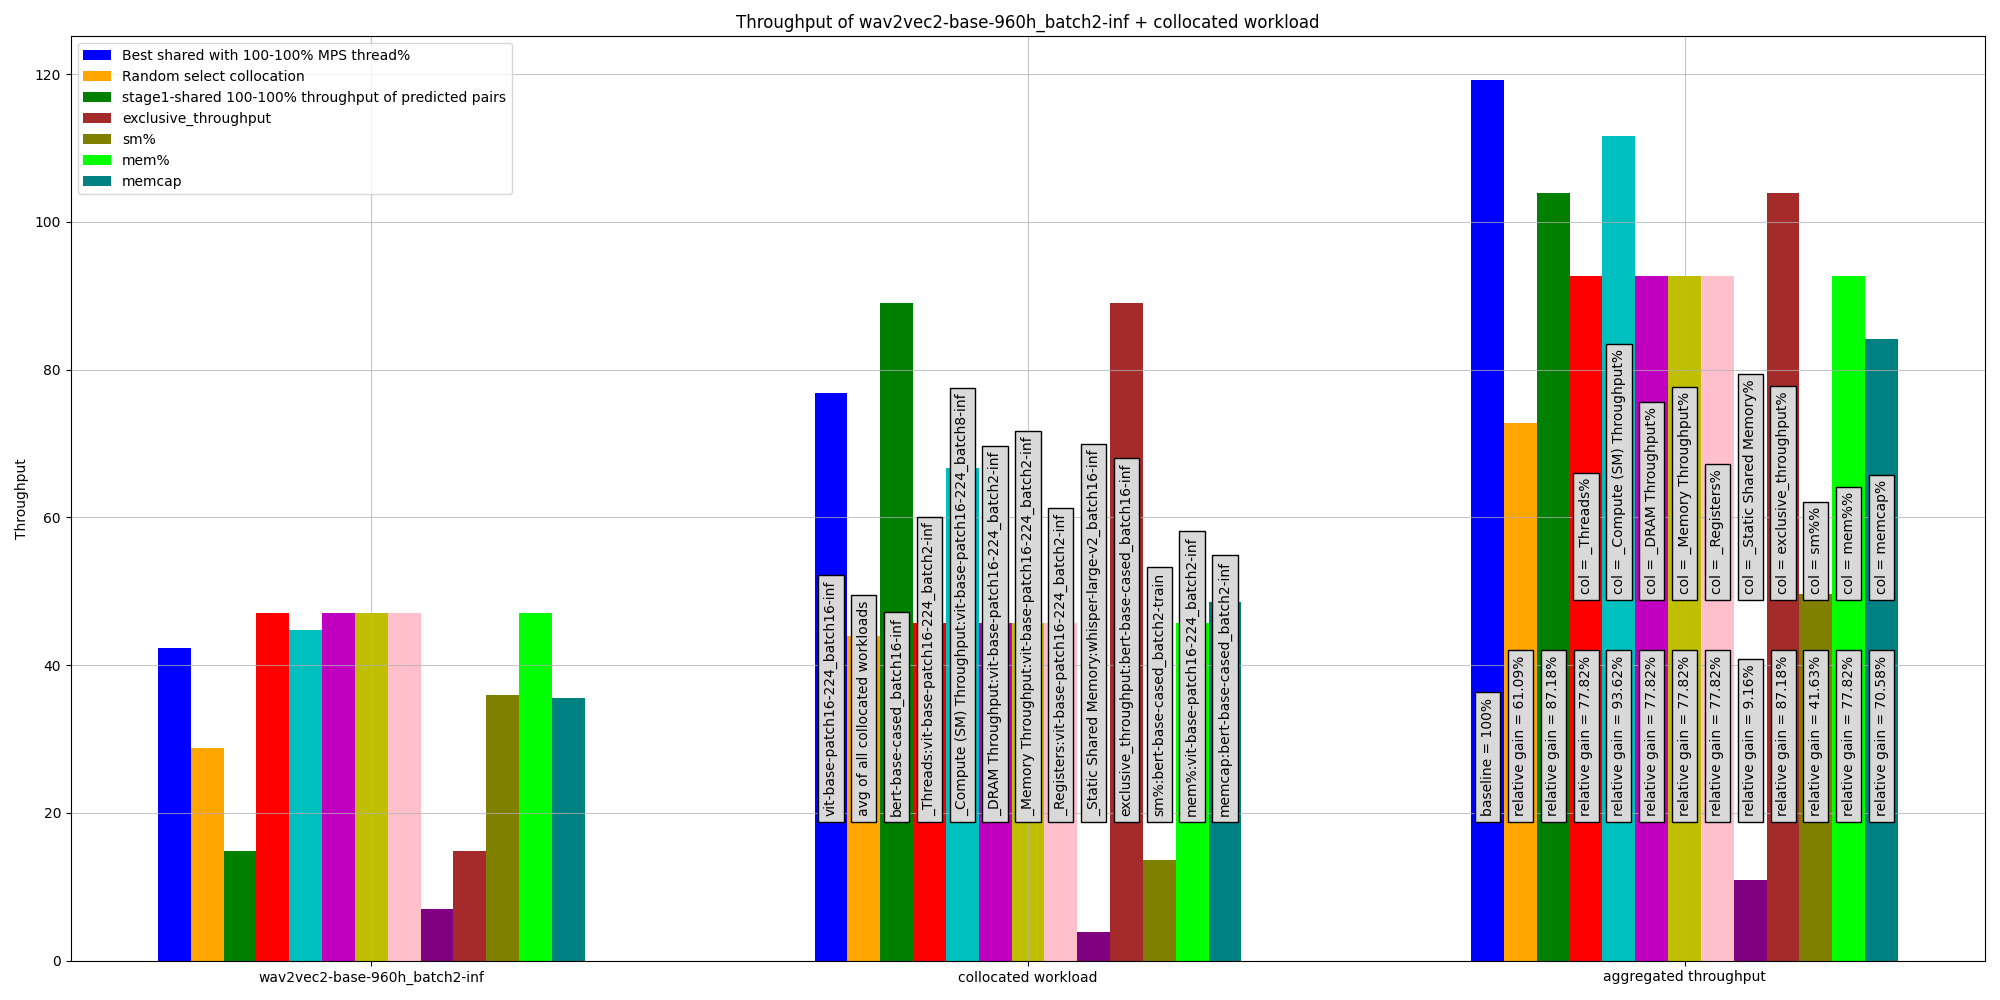 Throughput of wav2vec2-base-960h_batch2-inf + collocated workload
Best shared with 100-100% MPS thread%
Random select collocation
stage1-shared 100-100% throughput of predicted pairs
exclusive_throughput
sm%
mem%
memcap
Throughput
120
100
80
60
40
20
0
vit-base-patch16-224_batch16-inf
avg of all collocated workloads
bert-base-cased_batch16-inf
_Threads:vit-base-patch16-224_batch2-inf
_Compute (SM) Throughput:vit-base-patch16-224_batch8-inf
_DRAM Throughput:vit-base-patch16-224_batch2-inf
_Memory Throughput:vit-base-patch16-224_batch2-inf
_Registers:vit-base-patch16-224_batch2-inf
_Static Shared Memory:whisper-large-v2_batch16-inf
exclusive_throughput:bert-base-cased_batch16-inf
sm%:bert-base-cased_batch2-train
mem%:vit-base-patch16-224_batch2-inf
memcap:bert-base-cased_batch2-inf
col = _Threads%
col = _Compute (SM) Throughput%
col = _DRAM Throughput%
col = _Memory Throughput%
col = _Registers%
col = _Static Shared Memory%
col = exclusive_throughput%
col = sm%%
col = mem%%
col = memcap%
baseline = 100%
relative gain = 61.09%
relative gain = 87.18%
relative gain = 77.82%
relative gain = 93.62%
relative gain = 77.82%
relative gain = 77.82%
relative gain = 77.82%
relative gain = 9.16%
relative gain = 87.18%
relative gain = 41.63%
relative gain = 77.82%
relative gain = 70.58%
wav2vec2-base-960h_batch2-inf
collocated workload
aggregated throughput